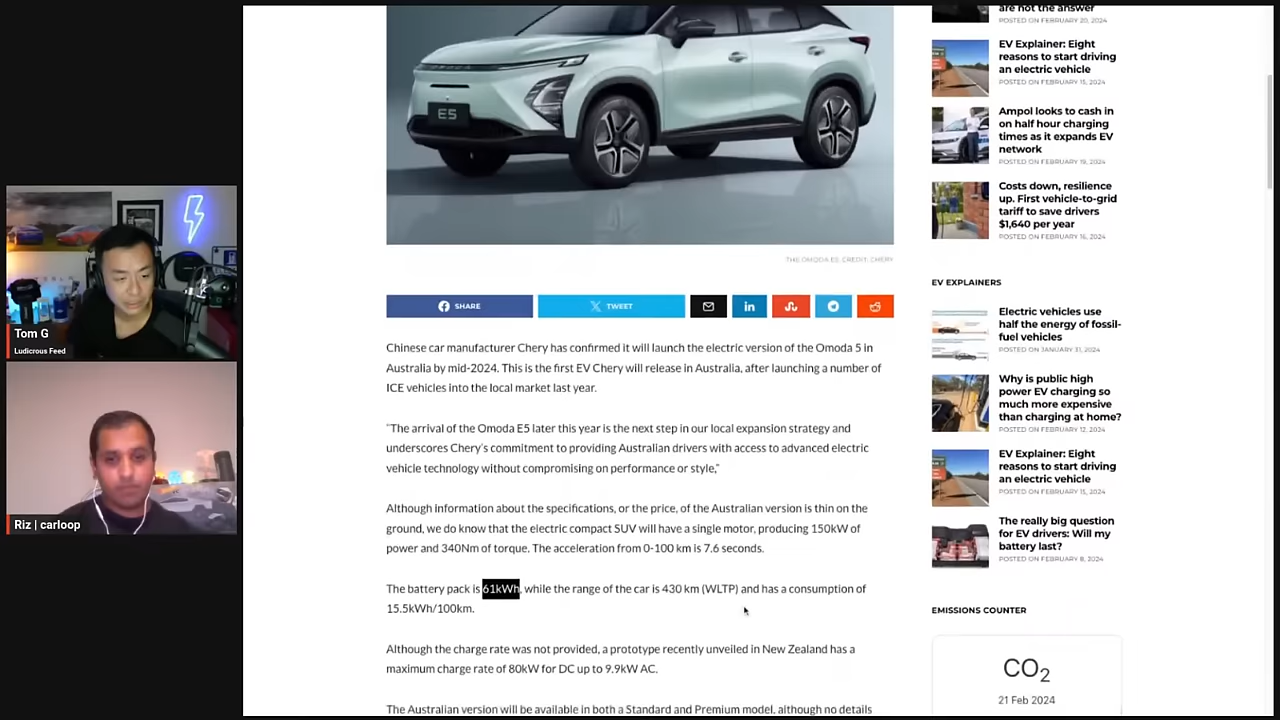 Tom G
Ludicrous Feed
Riz | carloop
E5
THE OMODA E5. CREDIT: CHERY
SHARE
TWEET
Chinese car manufacturer Chery has confirmed it will launch the electric version of the Omoda 5 in
Australia by mid-2024. This is the first EV Chery will release in Australia, after launching a number of
ICE vehicles into the local market last year.
“The arrival of the Omoda E5 later this year is the next step in our local expansion strategy and
underscores Chery’s commitment to providing Australian drivers with access to advanced electric
vehicle technology without compromising on performance or style,”
Although information about the specifications, or the price, of the Australian version is thin on the
ground, we do know that the electric compact SUV will have a single motor, producing 150kW of
power and 340Nm of torque. The acceleration from 0-100 km is 7.6 seconds.
The battery pack is 61kWh, while the range of the car is 430 km (WLTP) and has a consumption of
15.5kWh/100km.
Although the charge rate was not provided, a prototype recently unveiled in New Zealand has a
maximum charge rate of 80kW for DC up to 9.9kW AC.
The Australian version will be available in both a Standard and Premium model, although no details
are not the answer
POSTED ON FEBRUARY 20, 2024
EV Explainer: Eight
reasons to start driving
an electric vehicle
POSTED ON FEBRUARY 15, 2024
Ampol looks to cash in
on half hour charging
times as it expands EV
network
POSTED ON FEBRUARY 19, 2024
Costs down, resilience
up. First vehicle-to-grid
tariff to save drivers
$1,640 per year
POSTED ON FEBRUARY 16, 2024
EV EXPLAINERS
Electric vehicles use
half the energy of fossil-
fuel vehicles
POSTED ON JANUARY 31, 2024
Why is public high
power EV charging so
much more expensive
than charging at home?
POSTED ON FEBRUARY 12, 2024
EV Explainer: Eight
reasons to start driving
an electric vehicle
POSTED ON FEBRUARY 15, 2024
The really big question
for EV drivers: Will my
battery last?
POSTED ON FEBRUARY 8, 2024
EMISSIONS COUNTER
CO2
21 Feb 2024